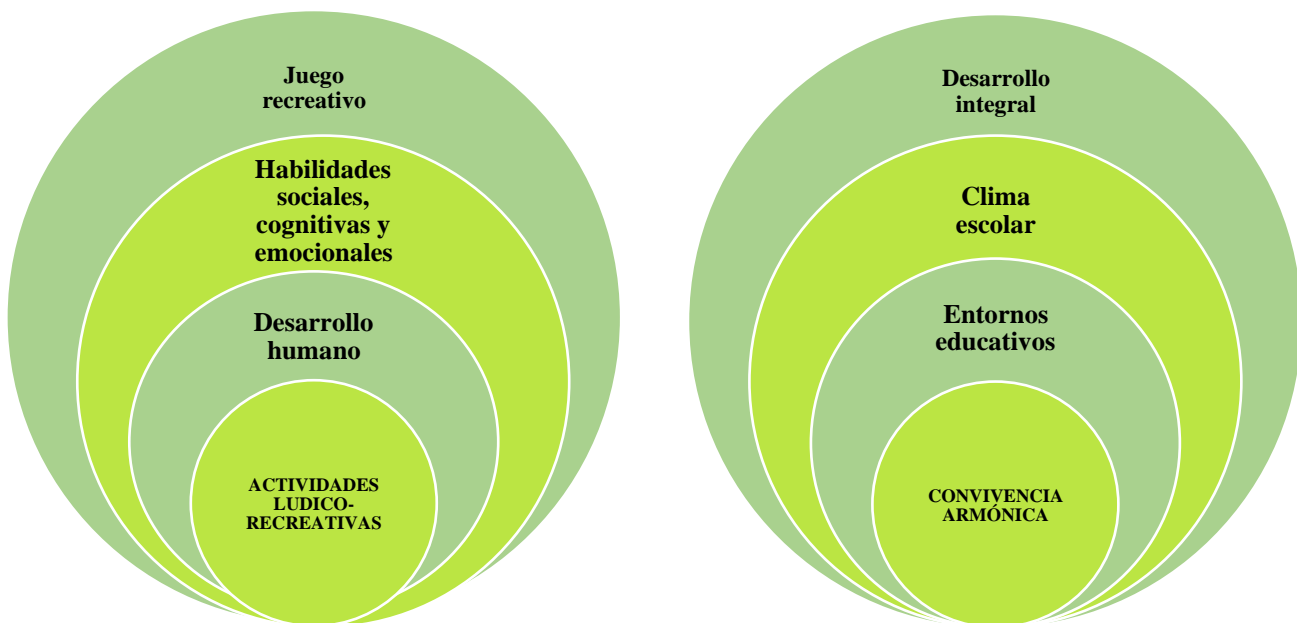 Juego
recreativo
Habilidades
sociales,
cognitivas y
emocionales
Desarrollo
humano
ACTIVIDADES
LUDICO-
RECREATIVAS
Desarrollo
integral
Clima
escolar
Entornos
educativos
CONVIVENCIA
ARMÓNICA